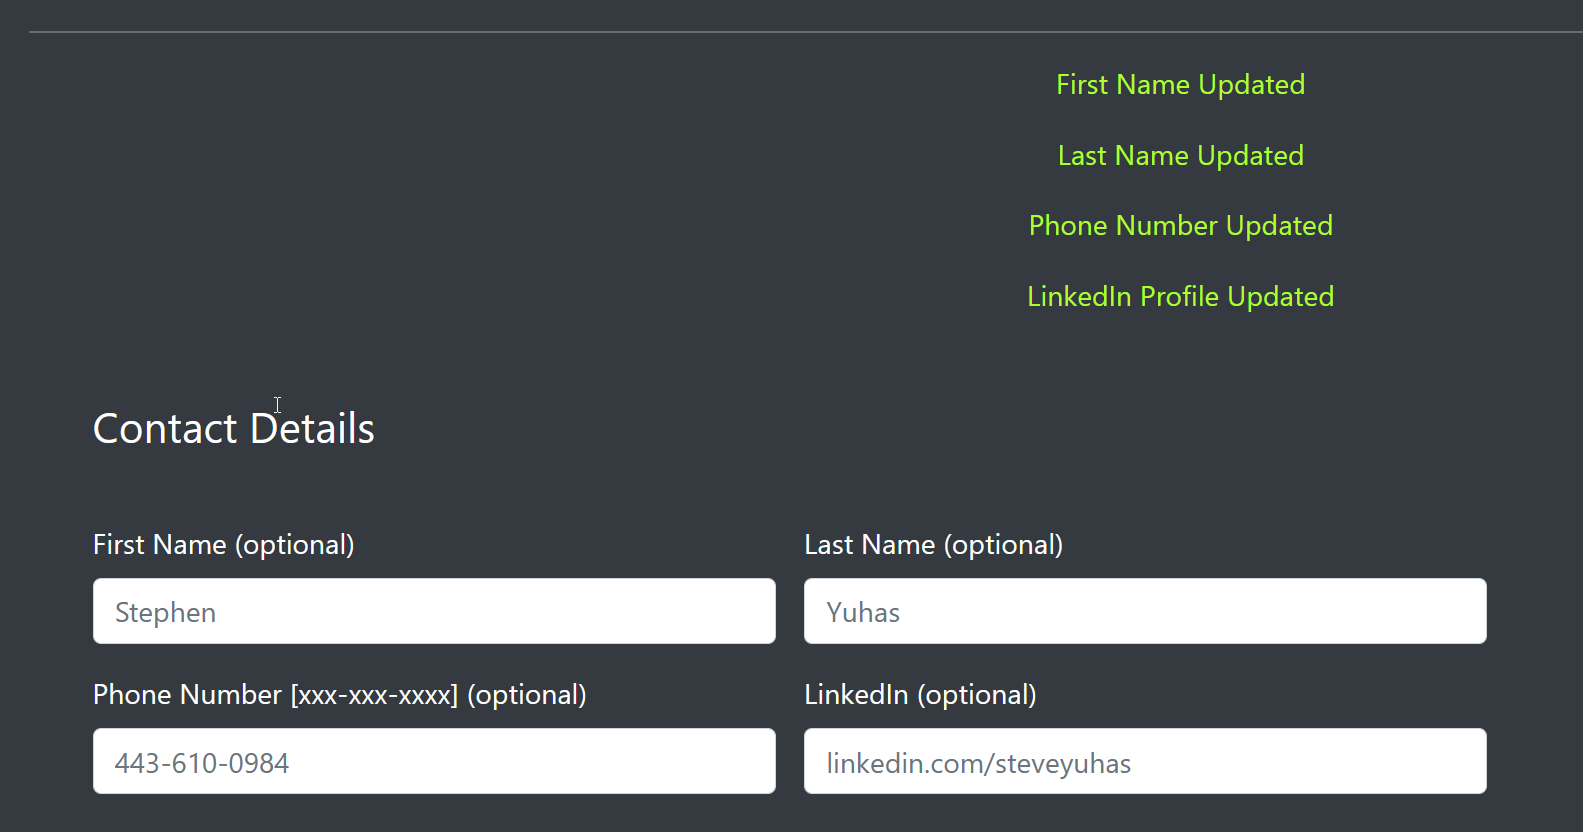 First Name Updated
Last Name Updated
Phone Number Updated
LinkedIn Profile Updated
Contact Details
First Name (optional)
Last Name (optional)
Stephen
Yuhas
Phone Number [xxx-xxx-xxxx] (optional)
LinkedIn (optional)
443-610-0984
linkedin.com/steveyuhas